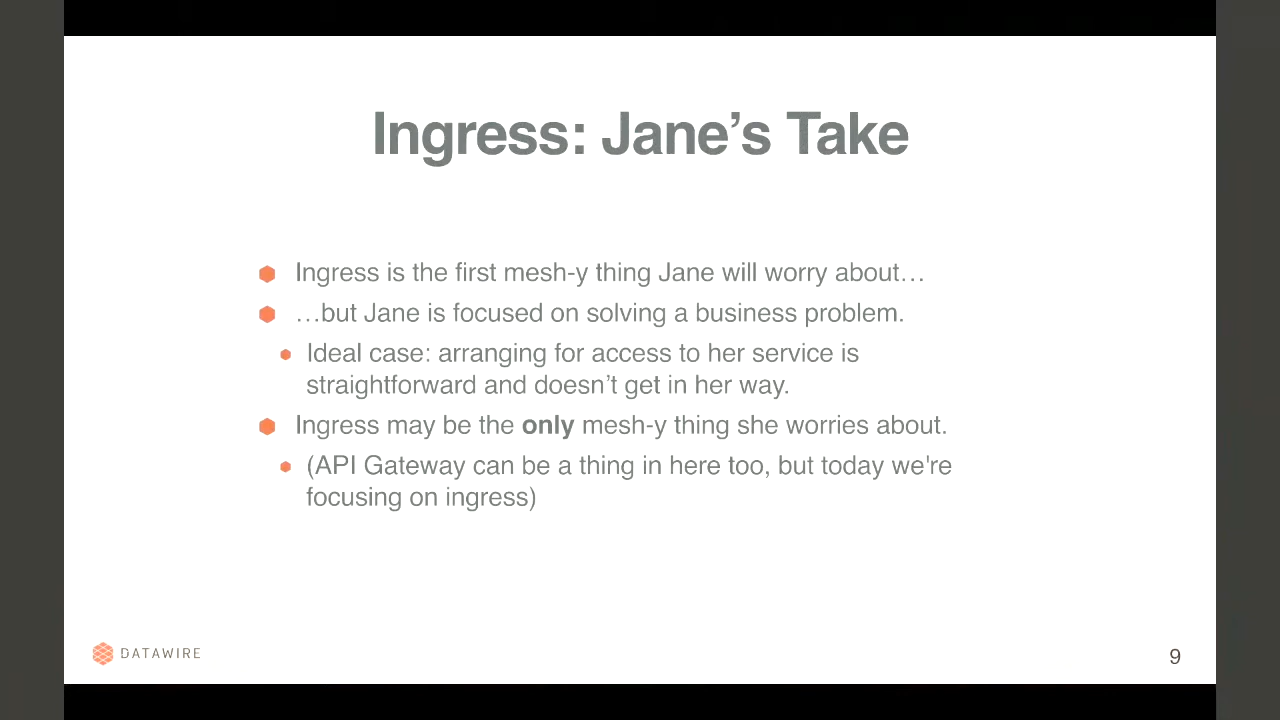 Ingress: Jane’s Take
Ingress is the first mesh-y thing Jane will worry about…
…but Jane is focused on solving a business problem.
Ideal case: arranging for access to her service is
straightforward and doesn’t get in her way.
Ingress may be the only mesh-y thing she worries about.
(API Gateway can be a thing in here too, but today we're
focusing on ingress)
DATAWIRE
9